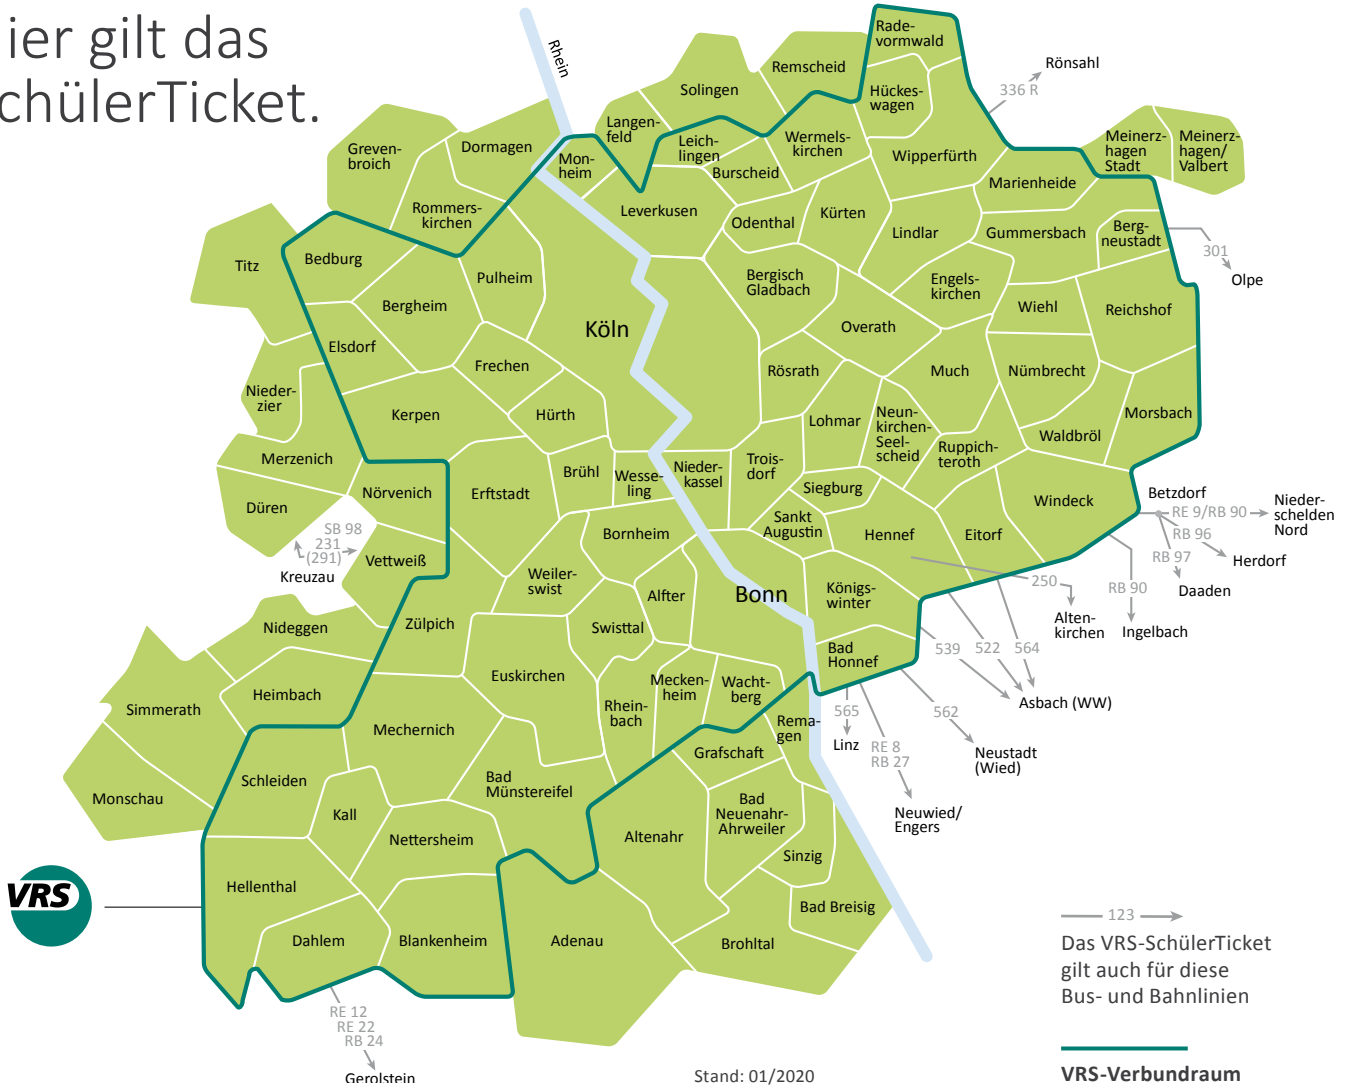 ier gilt das
chülerTicket.
Rhein
Rade-
vormwald
Rönsahl
336 R
Remscheid
Solingen
Hückes-
wagen
Langen-
feld
Greven-
broich
Dormagen
Mon-
heim
Leich-
lingen
Wermels-
kirchen
Wipperfürth
Meinerz-
hagen
Stadt
Meinerz-
hagen/
Valbert
Burscheid
Marienheide
Rommers-
kirchen
Leverkusen
Odenthal
Kürten
Lindlar
Gummersbach
Berg-
neustadt
301
Olpe
Titz
Bedburg
Pulheim
Bergheim
Bergisch
Gladbach
Engels-
kirchen
Wiehl
Reichshof
Köln
Overath
Elsdorf
Frechen
Rösrath
Much
Nümbrecht
Nieder-
zier
Kerpen
Hürth
Lohmar
Neun-
kirchen-
Seel-
scheid
Morsbach
Waldbröl
Ruppich-
teroth
Merzenich
Nörvenich
Erftstadt
Brühl
Wesse-
ling
Nieder-
kassel
Trois-
dorf
Siegburg
Windeck
Düren
SB 98
231
(291)
Kreuzau
Vettweiß
Bornheim
Sankt
Augustin
Hennef
Eitorf
Betzdorf
RE 9/RB 90
Nieder-
schelden
Nord
RB 96
Herdorf
RB 97
Daaden
RB 90
Ingelbach
250
Alten-
kirchen
Weiler-
swist
Alfter
Bonn
Königs-
winter
Zülpich
Swisttal
Nideggen
Bad
Honnef
539
522
564
Asbach (WW)
Euskirchen
Heimbach
Mecken-
heim
Wacht-
berg
Rhein-
bach
Simmerath
Mechernich
Rema-
gen
565
Linz
562
Neustadt
(Wied)
RE 8
RB 27
Neuwied/
Engers
Grafschaft
Schleiden
Bad
Münstereifel
Monschau
Kall
Bad
Neuenahr-
Ahrweiler
Nettersheim
Altenahr
Sinzig
Hellenthal
VRS
Bad Breisig
Dahlem
Blankenheim
Adenau
Brohltal
123
Das VRS-SchülerTicket
gilt auch für diese
Bus- und Bahnlinien
RE 12
RE 22
RB 24
Gerolstein
Stand: 01/2020
VRS-Verbundraum